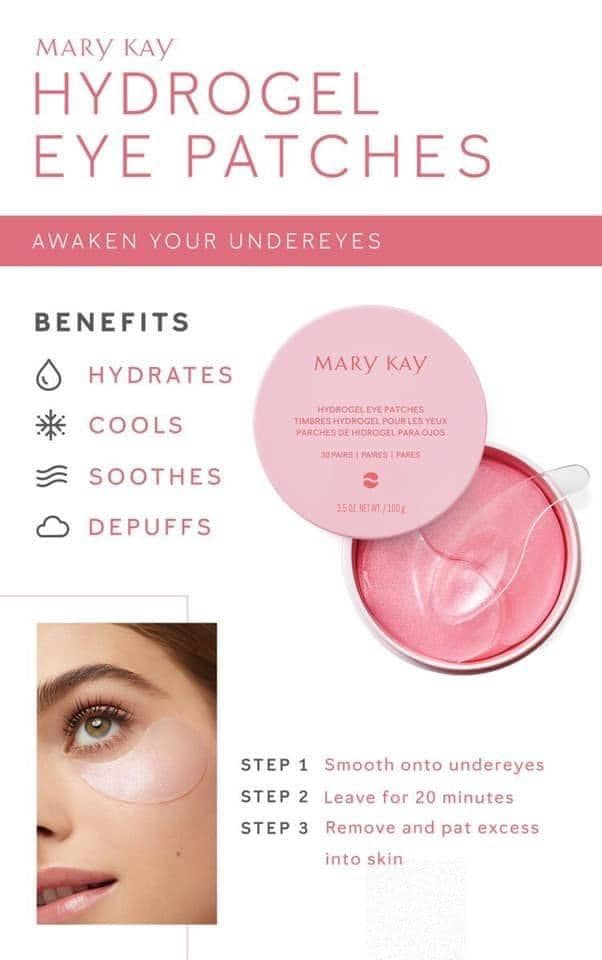 MARY KAY
HYDROGEL
EYE PATCHES
AWAKEN YOUR UNDEREYES
BENEFITS
HYDRATES
COOLS
SOOTHES
DEPUFFS
MARY KAY
HYDROGEL EYE PATCHES
TIMBRES HYDROGEL POUR LES YEUX
PARCHES DE HIDROGEL PARA OJOS
30 PAIRS | PAIRES | PARES
3.5 OZ. NET WT. / 100 g
STEP 1 Smooth onto undereyes
STEP 2 Leave for 20 minutes
STEP 3 Remove and pat excess
into skin